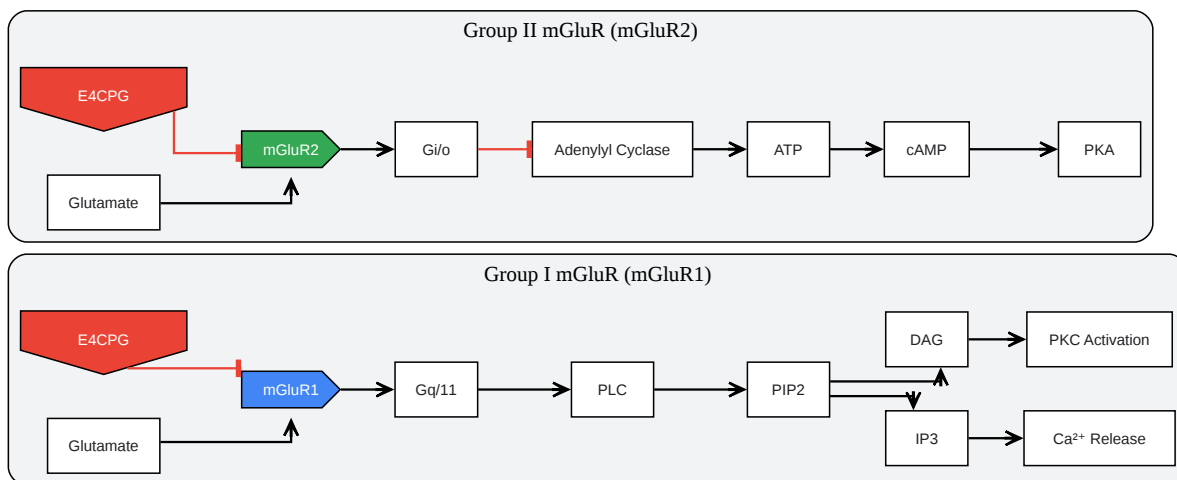 Group II mGluR (mGluR2)
E4CPG
mGluR2
Gi/o
Adenylyl Cyclase
ATP
cAMP
PKA
Glutamate
Group I mGluR (mGluR1)
E4CPG
DAG
PKC Activation
mGluR1
Gq/11
PLC
PIP2
Glutamate
IP3
Ca²⁺ Release